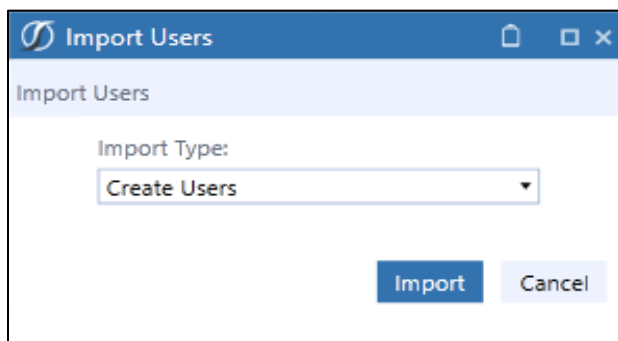 Import Users
Import Users
Import Type:
Create Users
Import Cancel